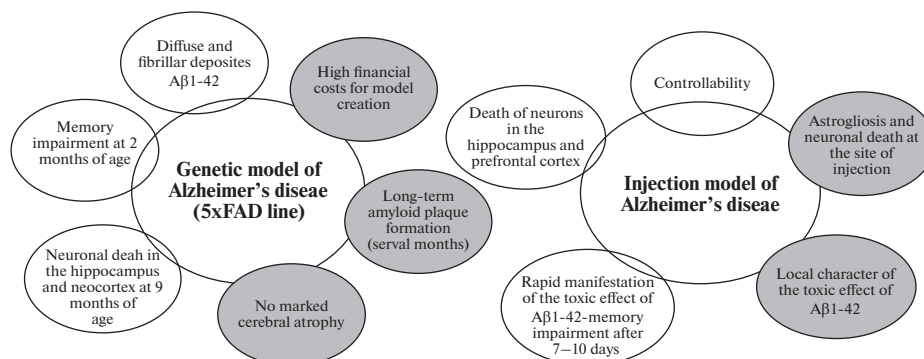 Diffuse and
fibrillar deposites
Aβ1-42
High financial
costs for model
creation
Memory
impairment at 2
months of age
Genetic model of
Alzheimer’s diseae
(5xFAD line)
Long-term
amyloid plaque
formation
(serval months)
Neuronal deah in
the hippocampus
and neocortex at 9
months of
age
No marked
cerebral atrophy
Controllability
Death of neurons
in the
hippocampus and
prefrontal cortex
Astrogliosis and
neuronal death at
the site of
injection
Injection model of
Alzheimer’s diseae
Rapid manifestation
of the toxic effect of
Aβ1-42-memory
impairment after
7–10 days
Local character of
the toxic effect of
Aβ1-42